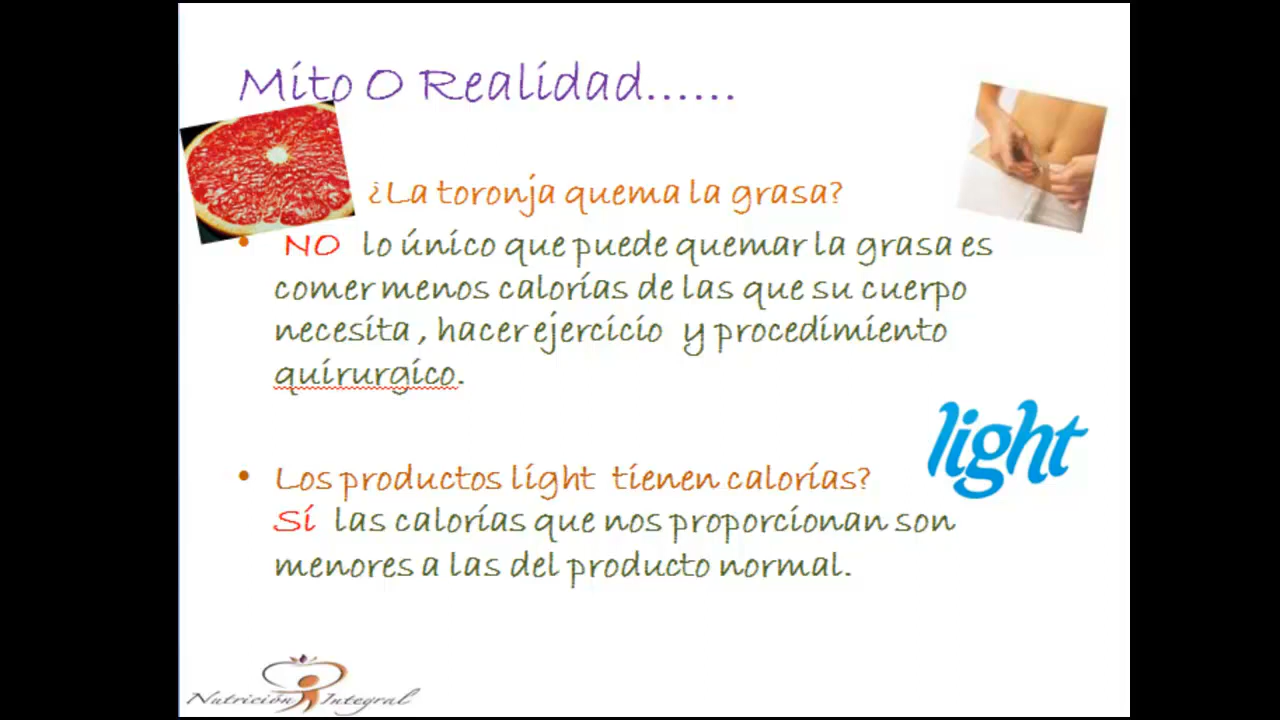 Mito O Realidad......
¿La toronja quema la grasa?
• NO lo único que puede quemar la grasa es
comer menos calorías de las que su cuerpo
necesita , hacer ejercicio y procedimiento
quirurgico.
light
• Los productos light tienen calorías?
Sí las calorías que nos proporcionan son
menores a las del producto normal.
Nutrición Integral